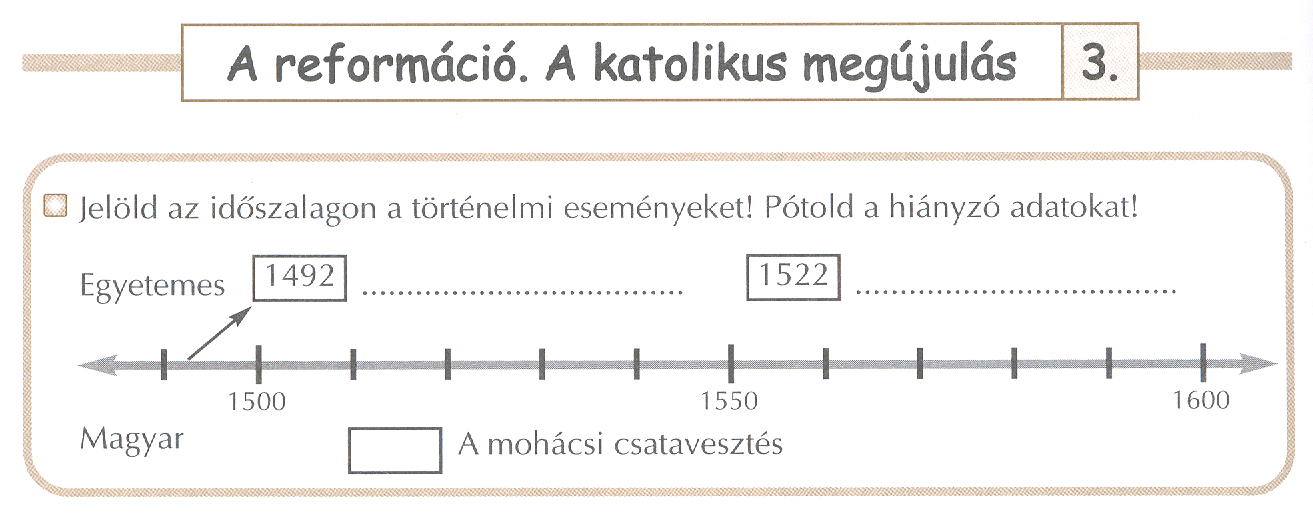 A reformáció. A katolikus megújulás 3.
Jelöld az időszalagon a történelmi eseményeket! Pótold a hiányzó adatokat!
Egyetemes 1492 .................................. 1522 ..................................
1500 1550 1600
Magyar A mohácsi csatavesztés